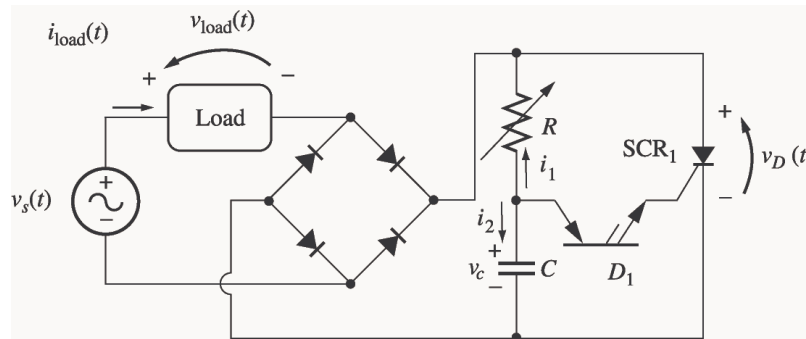 i_load(t)
v_load(t)
+
−
Load
+
−
v_s(t)
R
i_1
i_2
+
v_c
−
C
D_1
SCR_1
+
v_D (t
−